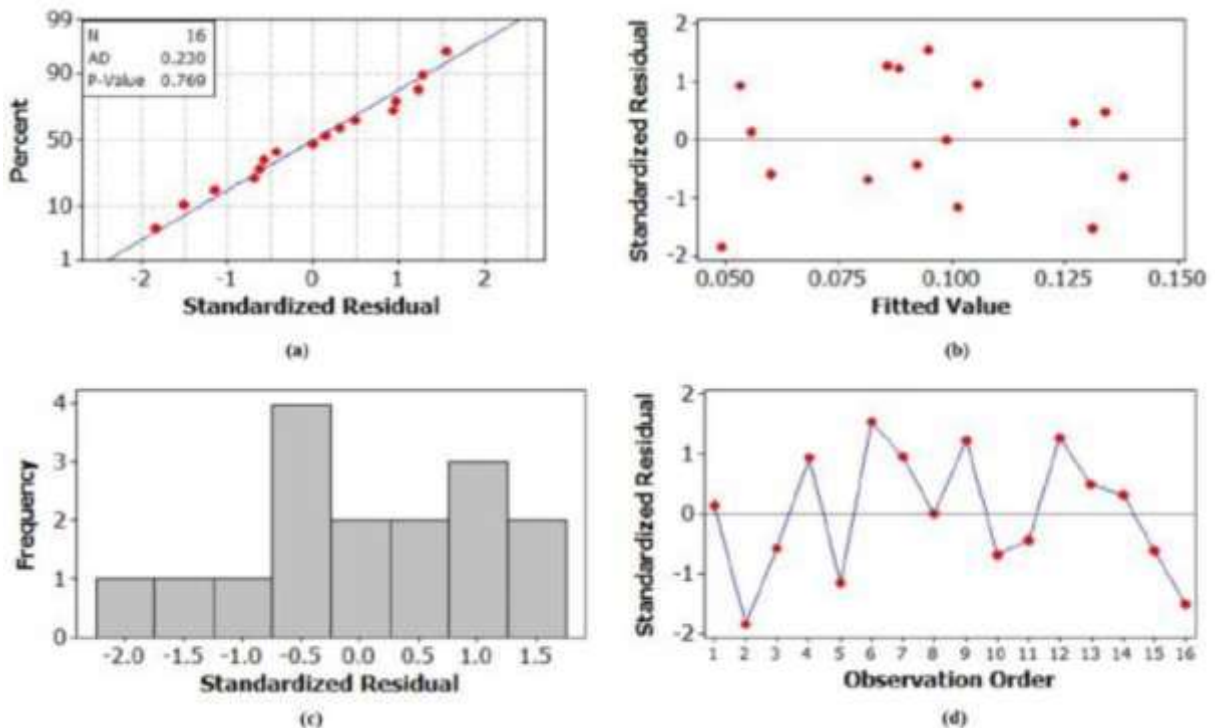 99
90
50
10
1
Percent
N 16
AD 0.230
P-Value 0.769
-2 -1 0 1 2
Standardized Residual
(a)
2
1
0
-1
-2
Standardized Residual
0.050 0.075 0.100 0.125 0.150
Fitted Value
(b)
4
3
2
1
0
Frequency
-2.0 -1.5 -1.0 -0.5 0.0 0.5 1.0 1.5
Standardized Residual
(c)
2
1
0
-1
-2
Standardized Residual
1 2 3 4 5 6 7 8 9 10 11 12 13 14 15 16
Observation Order
(d)